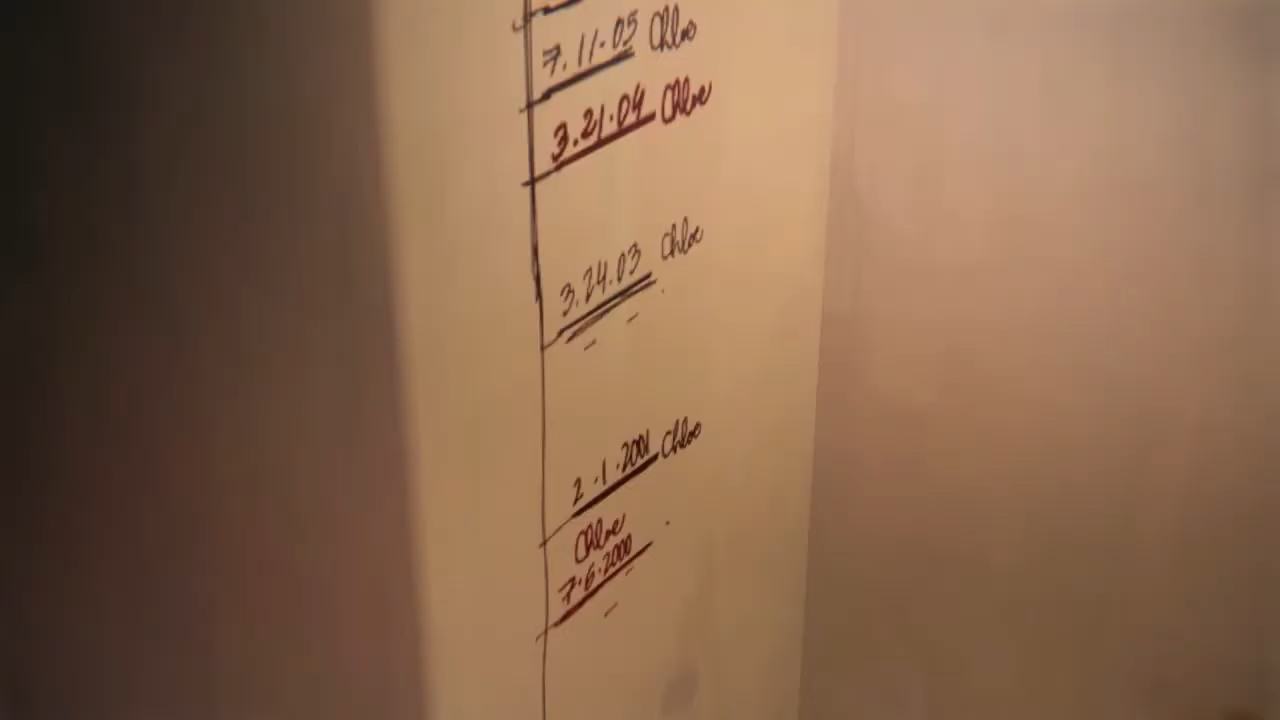 7.11.05 Chloe
3.21.04 Chloe
3.24.03 Chloe
2.1.2001 Chloe
Chloe
7.6.2000